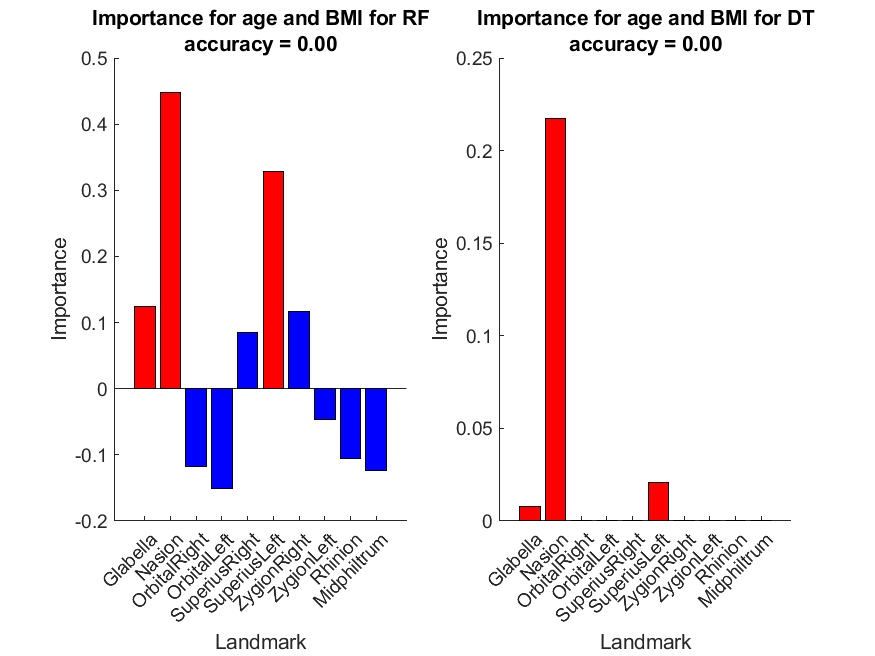 Importance for age and BMI for RF
accuracy = 0.00
0.5
0.4
0.3
0.2
0.1
0
-0.1
-0.2
Importance
Glabella
Nasion
OrbitalRight
OrbitalLeft
SuperiusRight
SuperiusLeft
ZygionRight
ZygionLeft
Rhinion
Midphiltrum
Landmark
Importance for age and BMI for DT
accuracy = 0.00
0.25
0.2
0.15
0.1
0.05
0
Importance
Glabella
Nasion
OrbitalRight
OrbitalLeft
SuperiusRight
SuperiusLeft
ZygionRight
ZygionLeft
Rhinion
Midphiltrum
Landmark